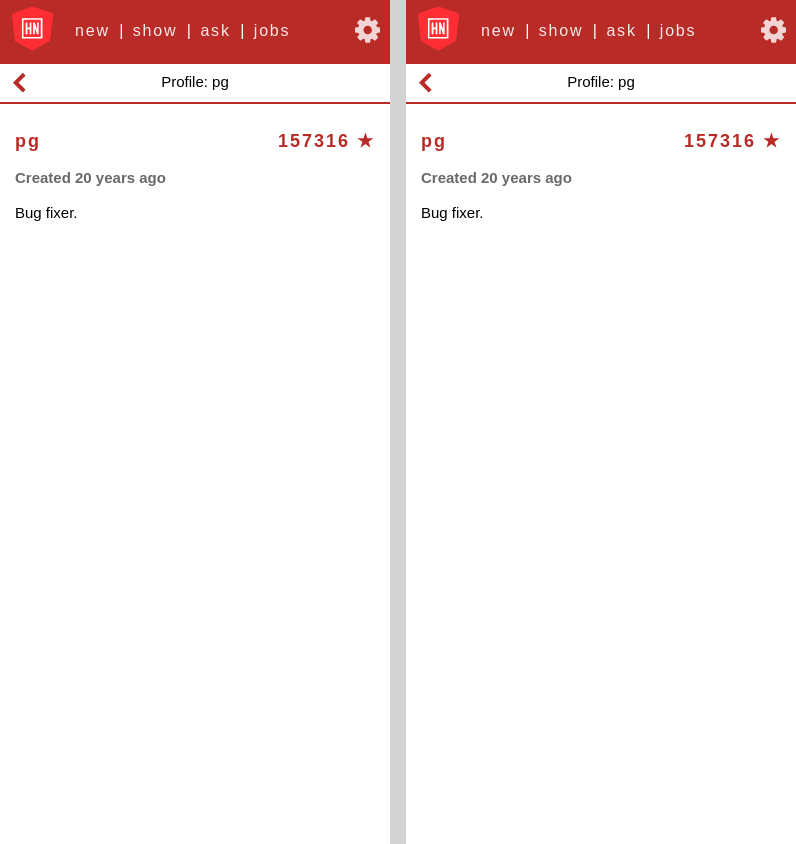 HN new | show | ask | jobs
Profile: pg
pg 157316 ★
Created 20 years ago
Bug fixer.
HN new | show | ask | jobs
Profile: pg
pg 157316 ★
Created 20 years ago
Bug fixer.